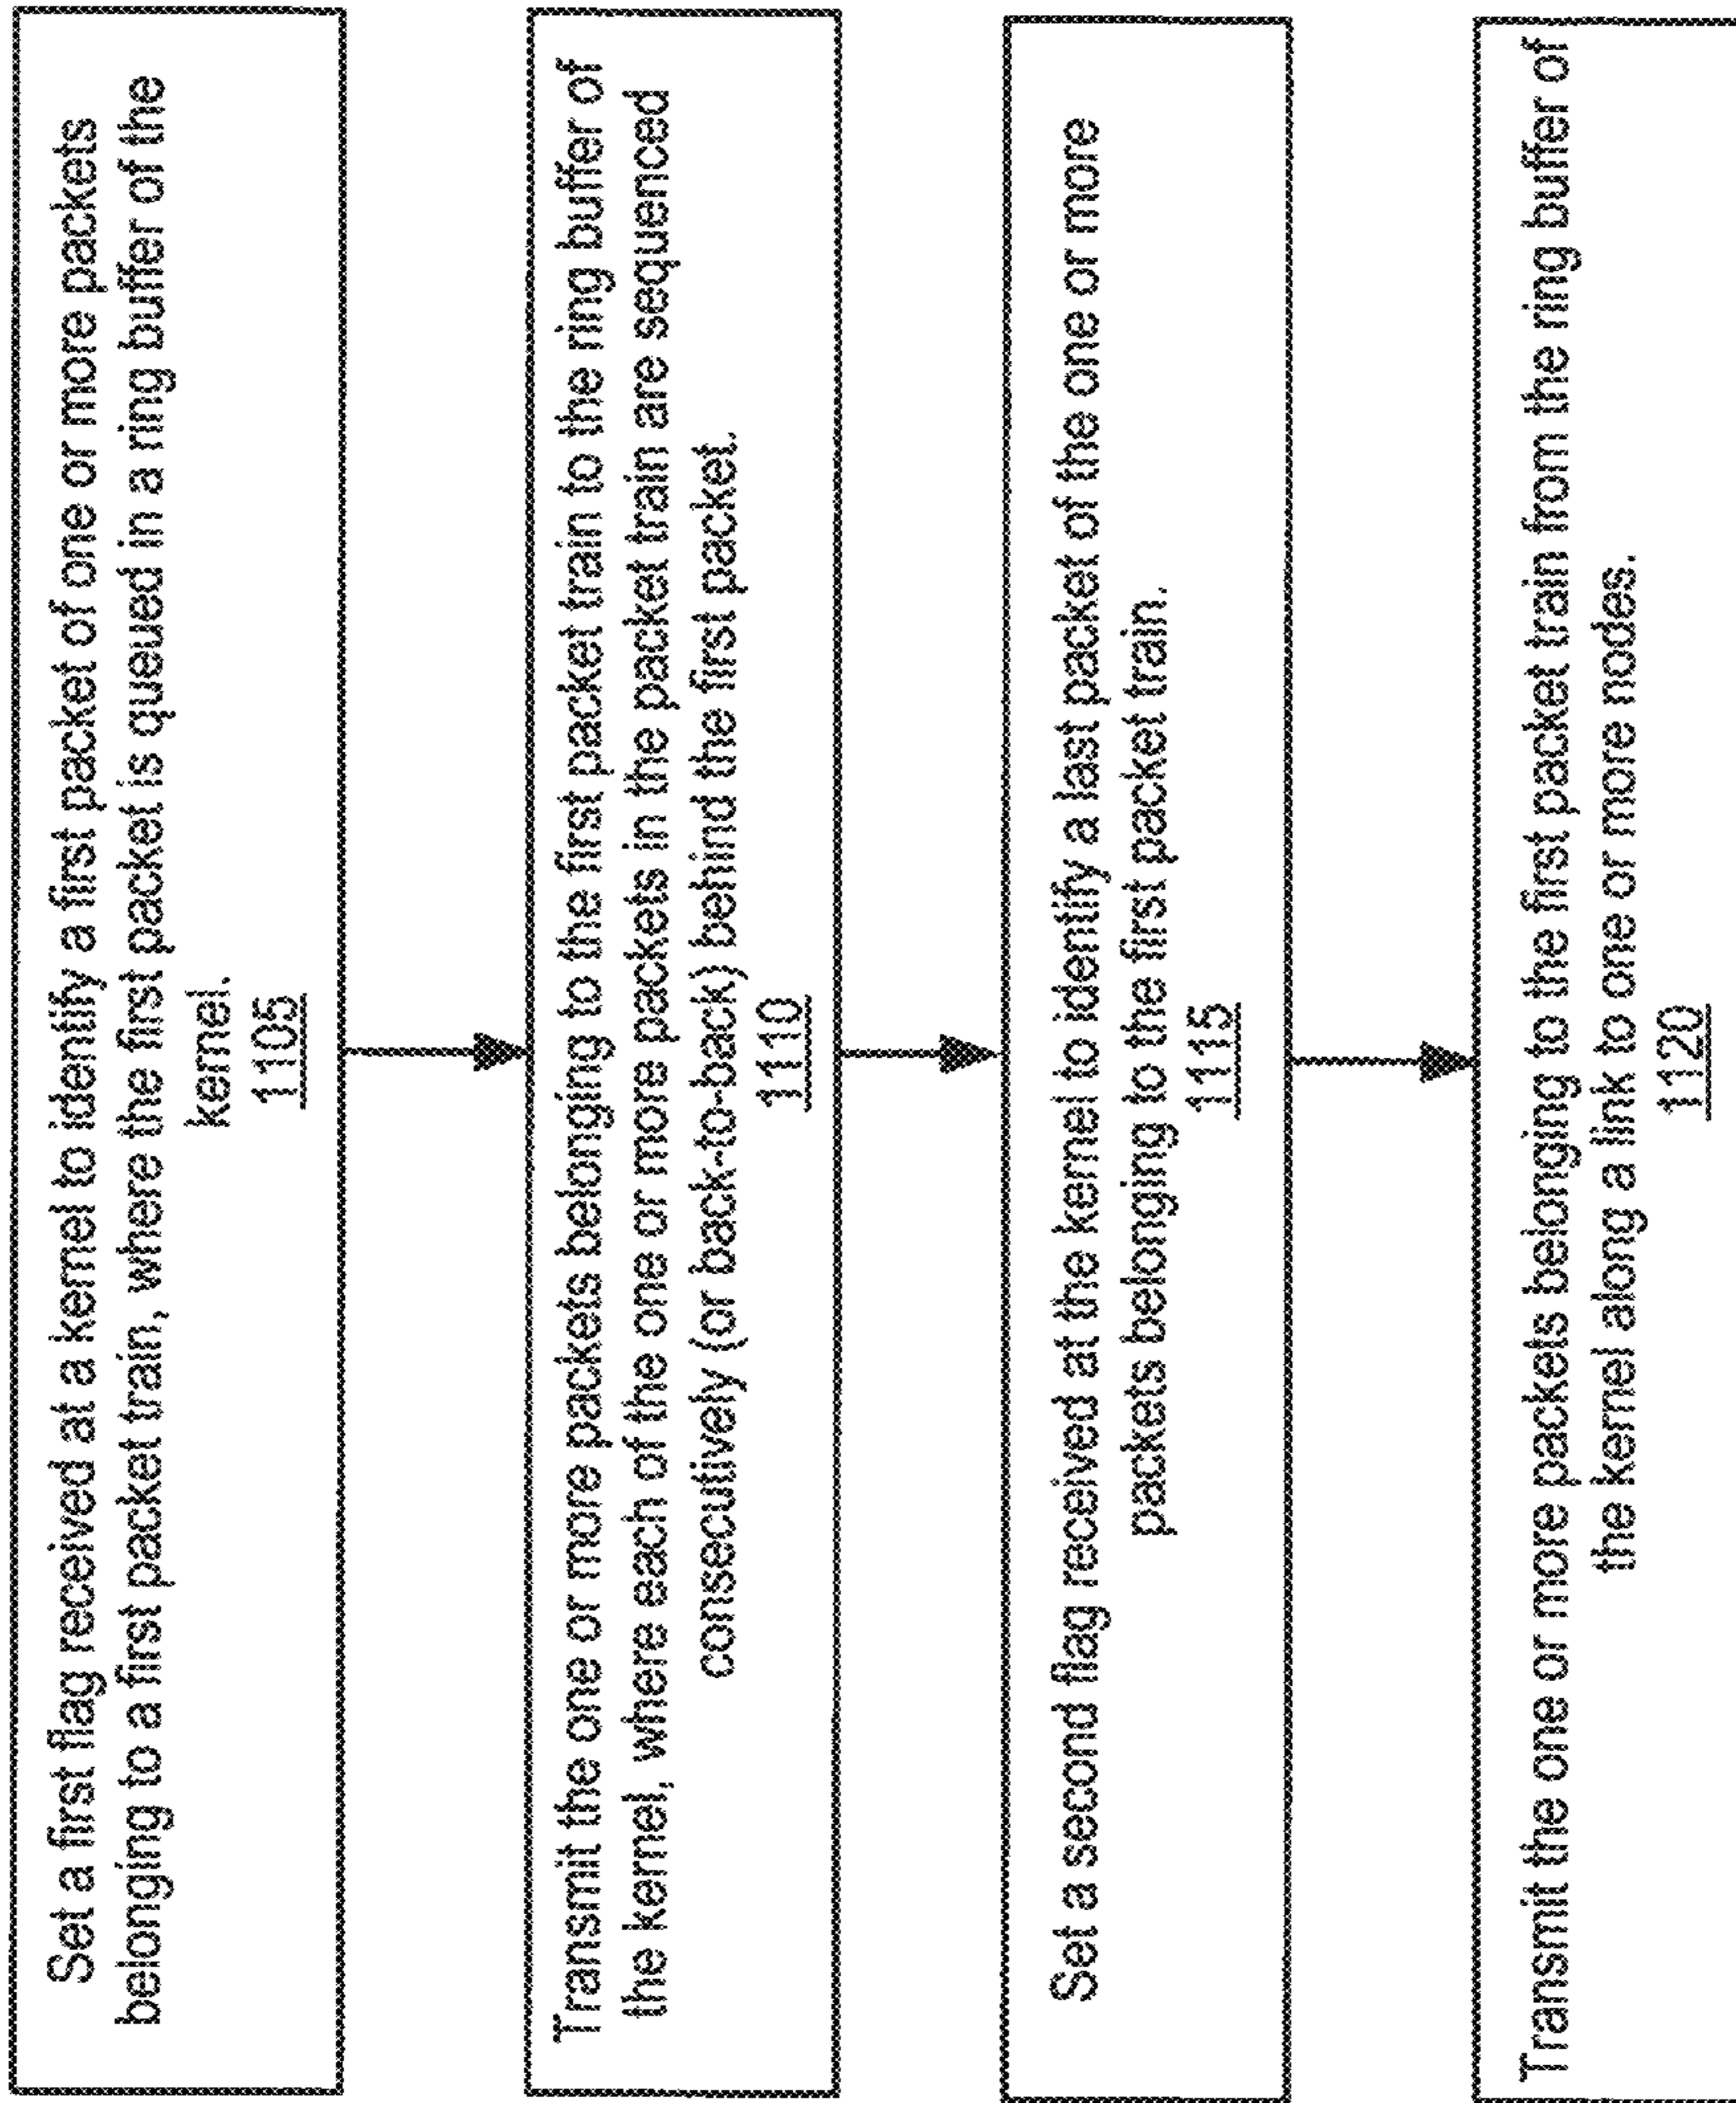 Set a first flag received at a kernel to identify a first packet of one or more packets
belonging to a first packet train, where the first packet is queued in a ring buffer of the
kernel.
1105
Transmit the one or more packets belonging to the first packet train to the ring buffer of
the kernel, where each of the one or more packets in the packet train are sequenced
consecutively (or back-to-back) behind the first packet.
1110
Set a second flag received at the kernel to identify a last packet of the one or more
packets belonging to the first packet train.
1115
Transmit the one or more packets belonging to the first packet train from the ring buffer of
the kernel along a link to one or more nodes.
1120